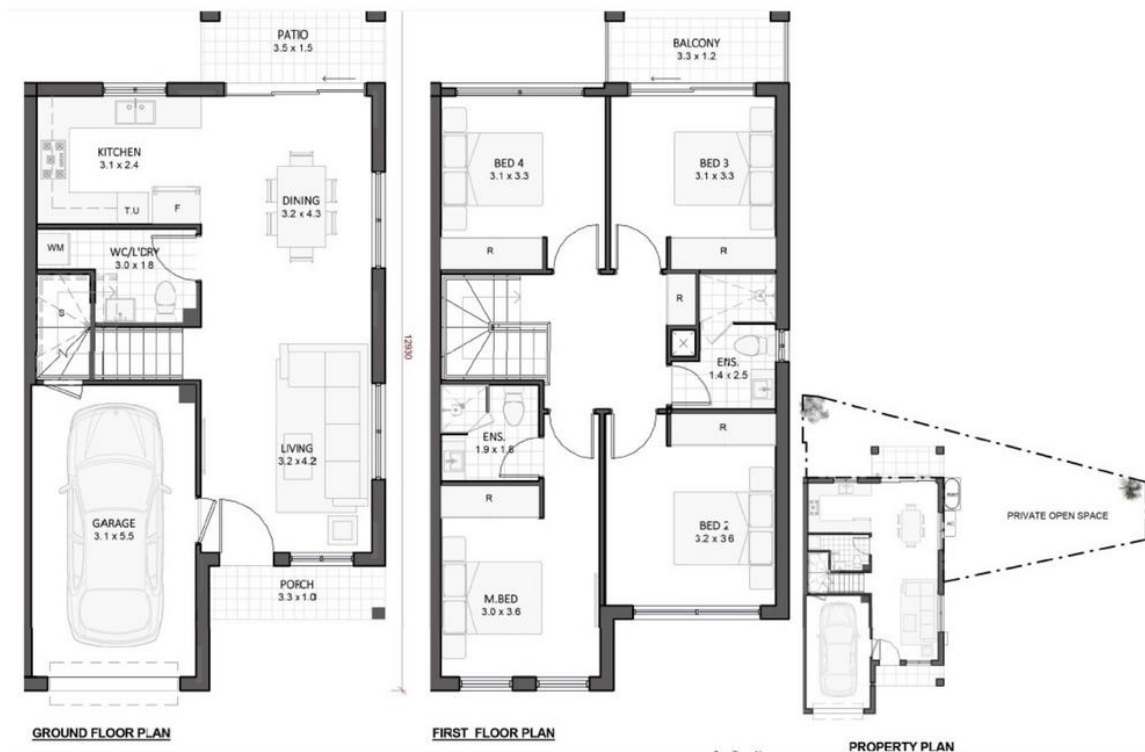 PATIO
3.5 x 1.5
KITCHEN
3.1 x 2.4
T.U
F
DINING
3.2 x 4.3
WM
WC/L'DRY
3.0 x 1.8
S
LIVING
3.2 x 4.2
GARAGE
3.1 x 5.5
PORCH
3.3 x 1.0
12930
GROUND FLOOR PLAN
BALCONY
3.3 x 1.2
BED 4
3.1 x 3.3
R
BED 3
3.1 x 3.3
R
R
ENS.
1.4 x 2.5
ENS.
1.9 x 1.8
R
R
BED 2
3.2 x 3.6
M.BED
3.0 x 3.6
FIRST FLOOR PLAN
PRIVATE OPEN SPACE
PROPERTY PLAN